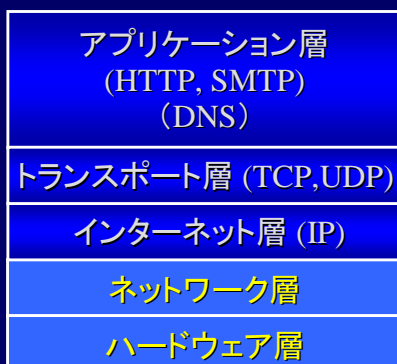 アプリケーション層
(HTTP, SMTP)
（DNS）
トランスポート層 (TCP,UDP)
インターネット層 (IP)
ネットワーク層
ハードウェア層